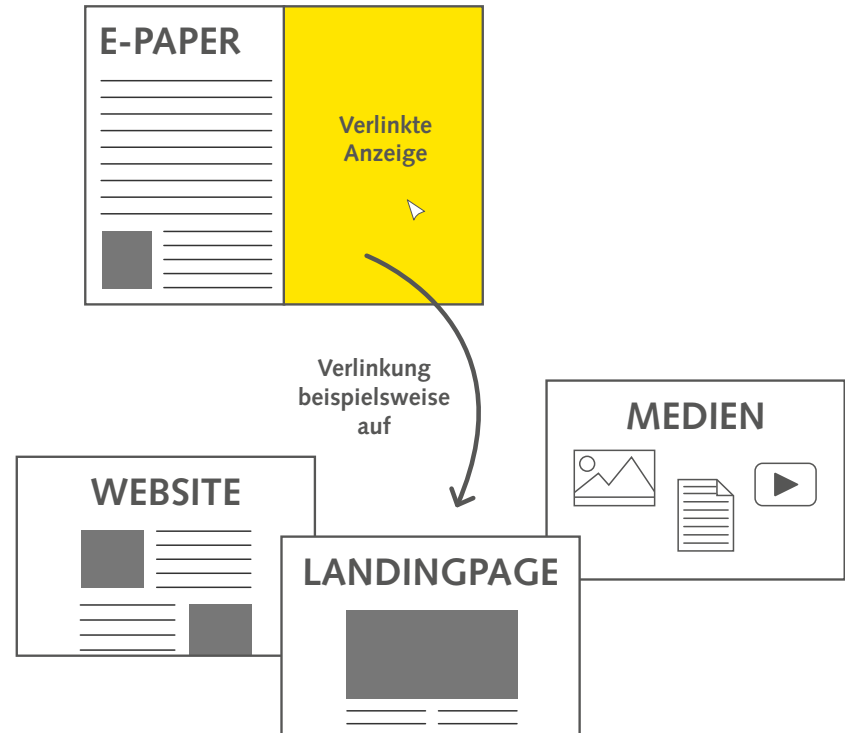 E-PAPER
Verlinkte
Anzeige
Verlinkung
beispielsweise
auf
MEDIEN
WEBSITE
LANDINGPAGE